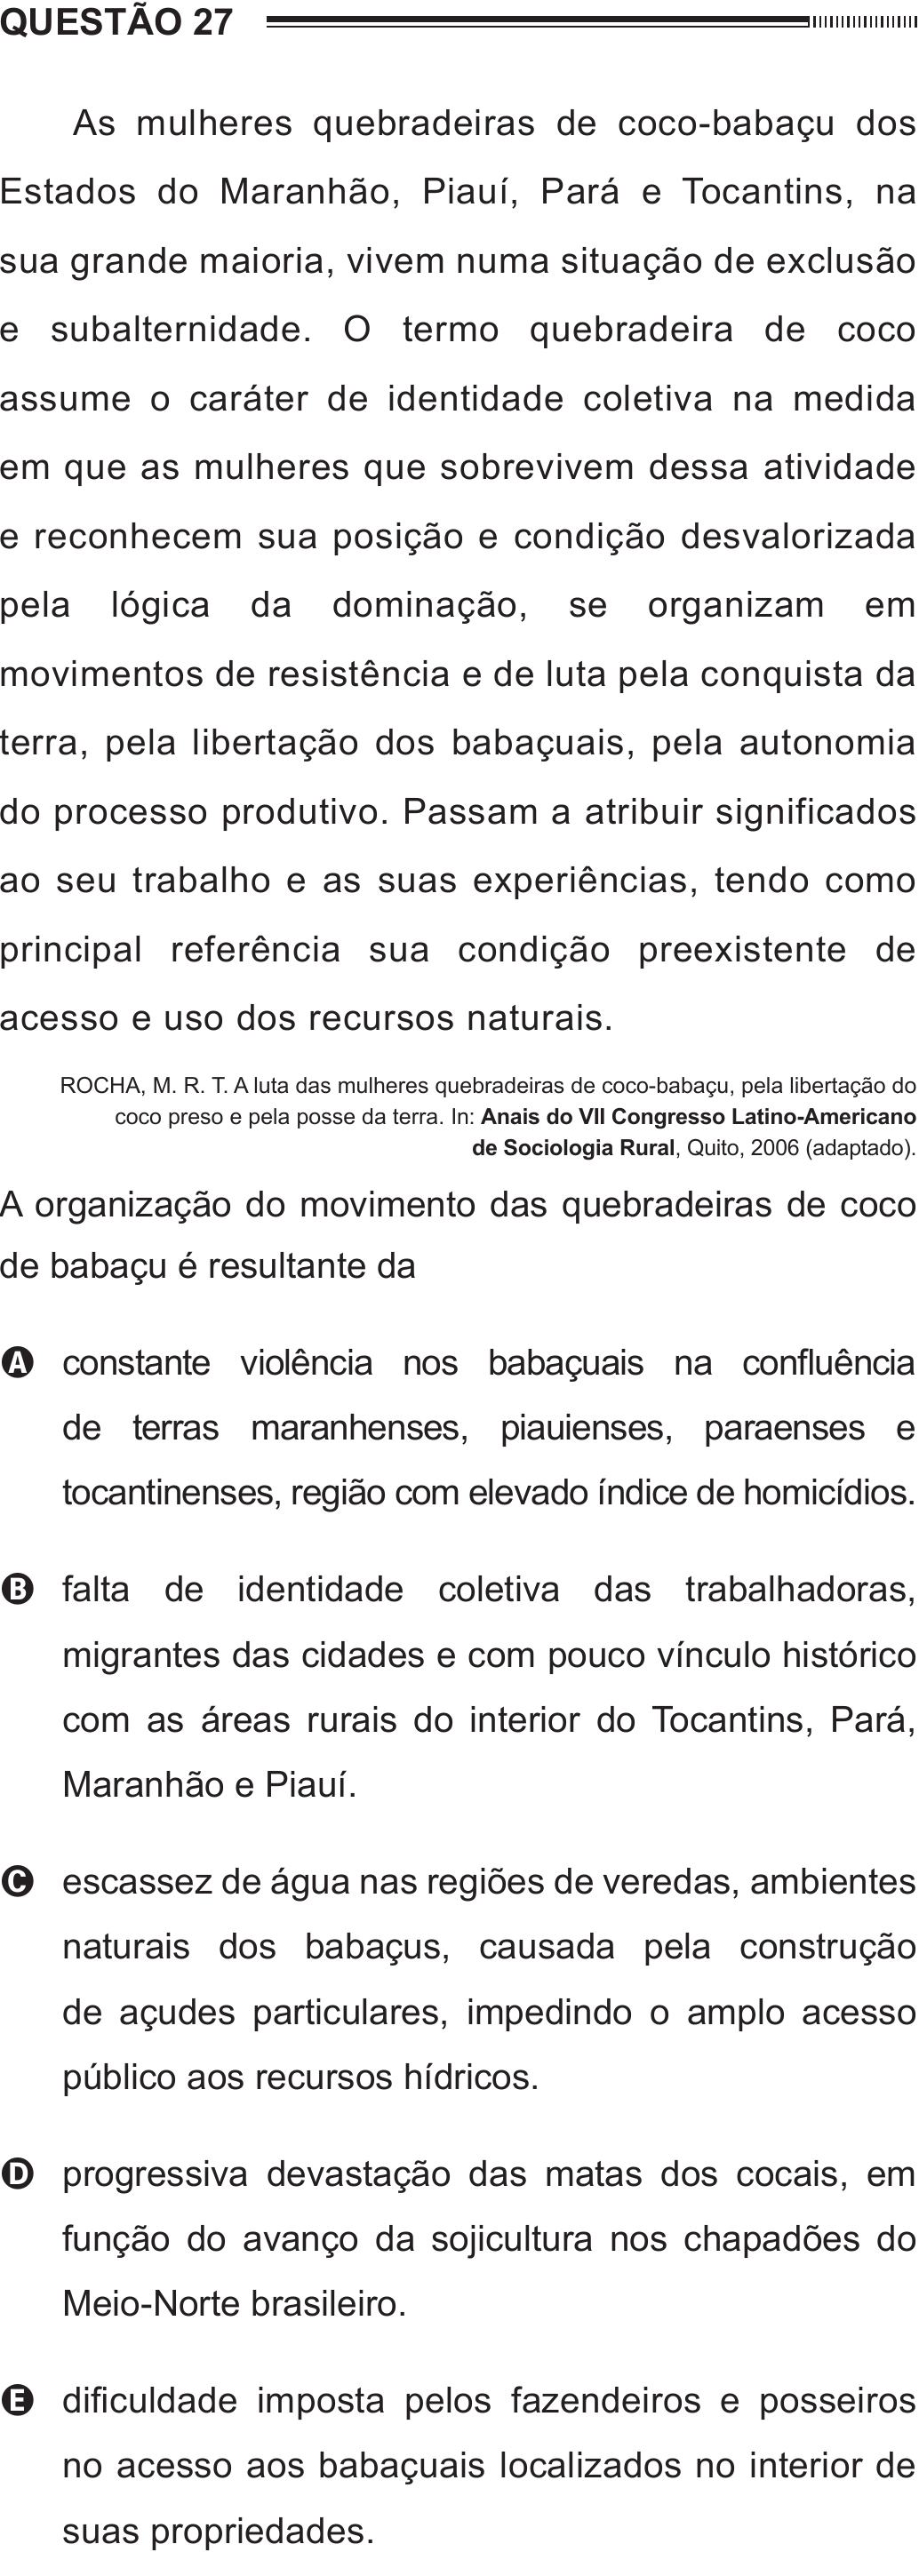 QUESTÃO 27
As mulheres quebradeiras de coco-babaçu dos
Estados do Maranhão, Piauí, Pará e Tocantins, na
sua grande maioria, vivem numa situação de exclusão
e subalternidade. O termo quebradeira de coco
assume o caráter de identidade coletiva na medida
em que as mulheres que sobrevivem dessa atividade
e reconhecem sua posição e condição desvalorizada
pela lógica da dominação, se organizam em
movimentos de resistência e de luta pela conquista da
terra, pela libertação dos babaçuais, pela autonomia
do processo produtivo. Passam a atribuir significados
ao seu trabalho e as suas experiências, tendo como
principal referência sua condição preexistente de
acesso e uso dos recursos naturais.
ROCHA, M. R. T. A luta das mulheres quebradeiras de coco-babaçu, pela libertação do
coco preso e pela posse da terra. In: Anais do VII Congresso Latino-Americano
de Sociologia Rural, Quito, 2006 (adaptado).
A organização do movimento das quebradeiras de coco
de babaçu é resultante da
A constante violência nos babaçuais na confluência
de terras maranhenses, piauienses, paraenses e
tocantinenses, região com elevado índice de homicídios.
B falta de identidade coletiva das trabalhadoras,
migrantes das cidades e com pouco vínculo histórico
com as áreas rurais do interior do Tocantins, Pará,
Maranhão e Piauí.
C escassez de água nas regiões de veredas, ambientes
naturais dos babaçus, causada pela construção
de açudes particulares, impedindo o amplo acesso
público aos recursos hídricos.
D progressiva devastação das matas dos cocais, em
função do avanço da sojicultura nos chapadões do
Meio-Norte brasileiro.
E dificuldade imposta pelos fazendeiros e posseiros
no acesso aos babaçuais localizados no interior de
suas propriedades.